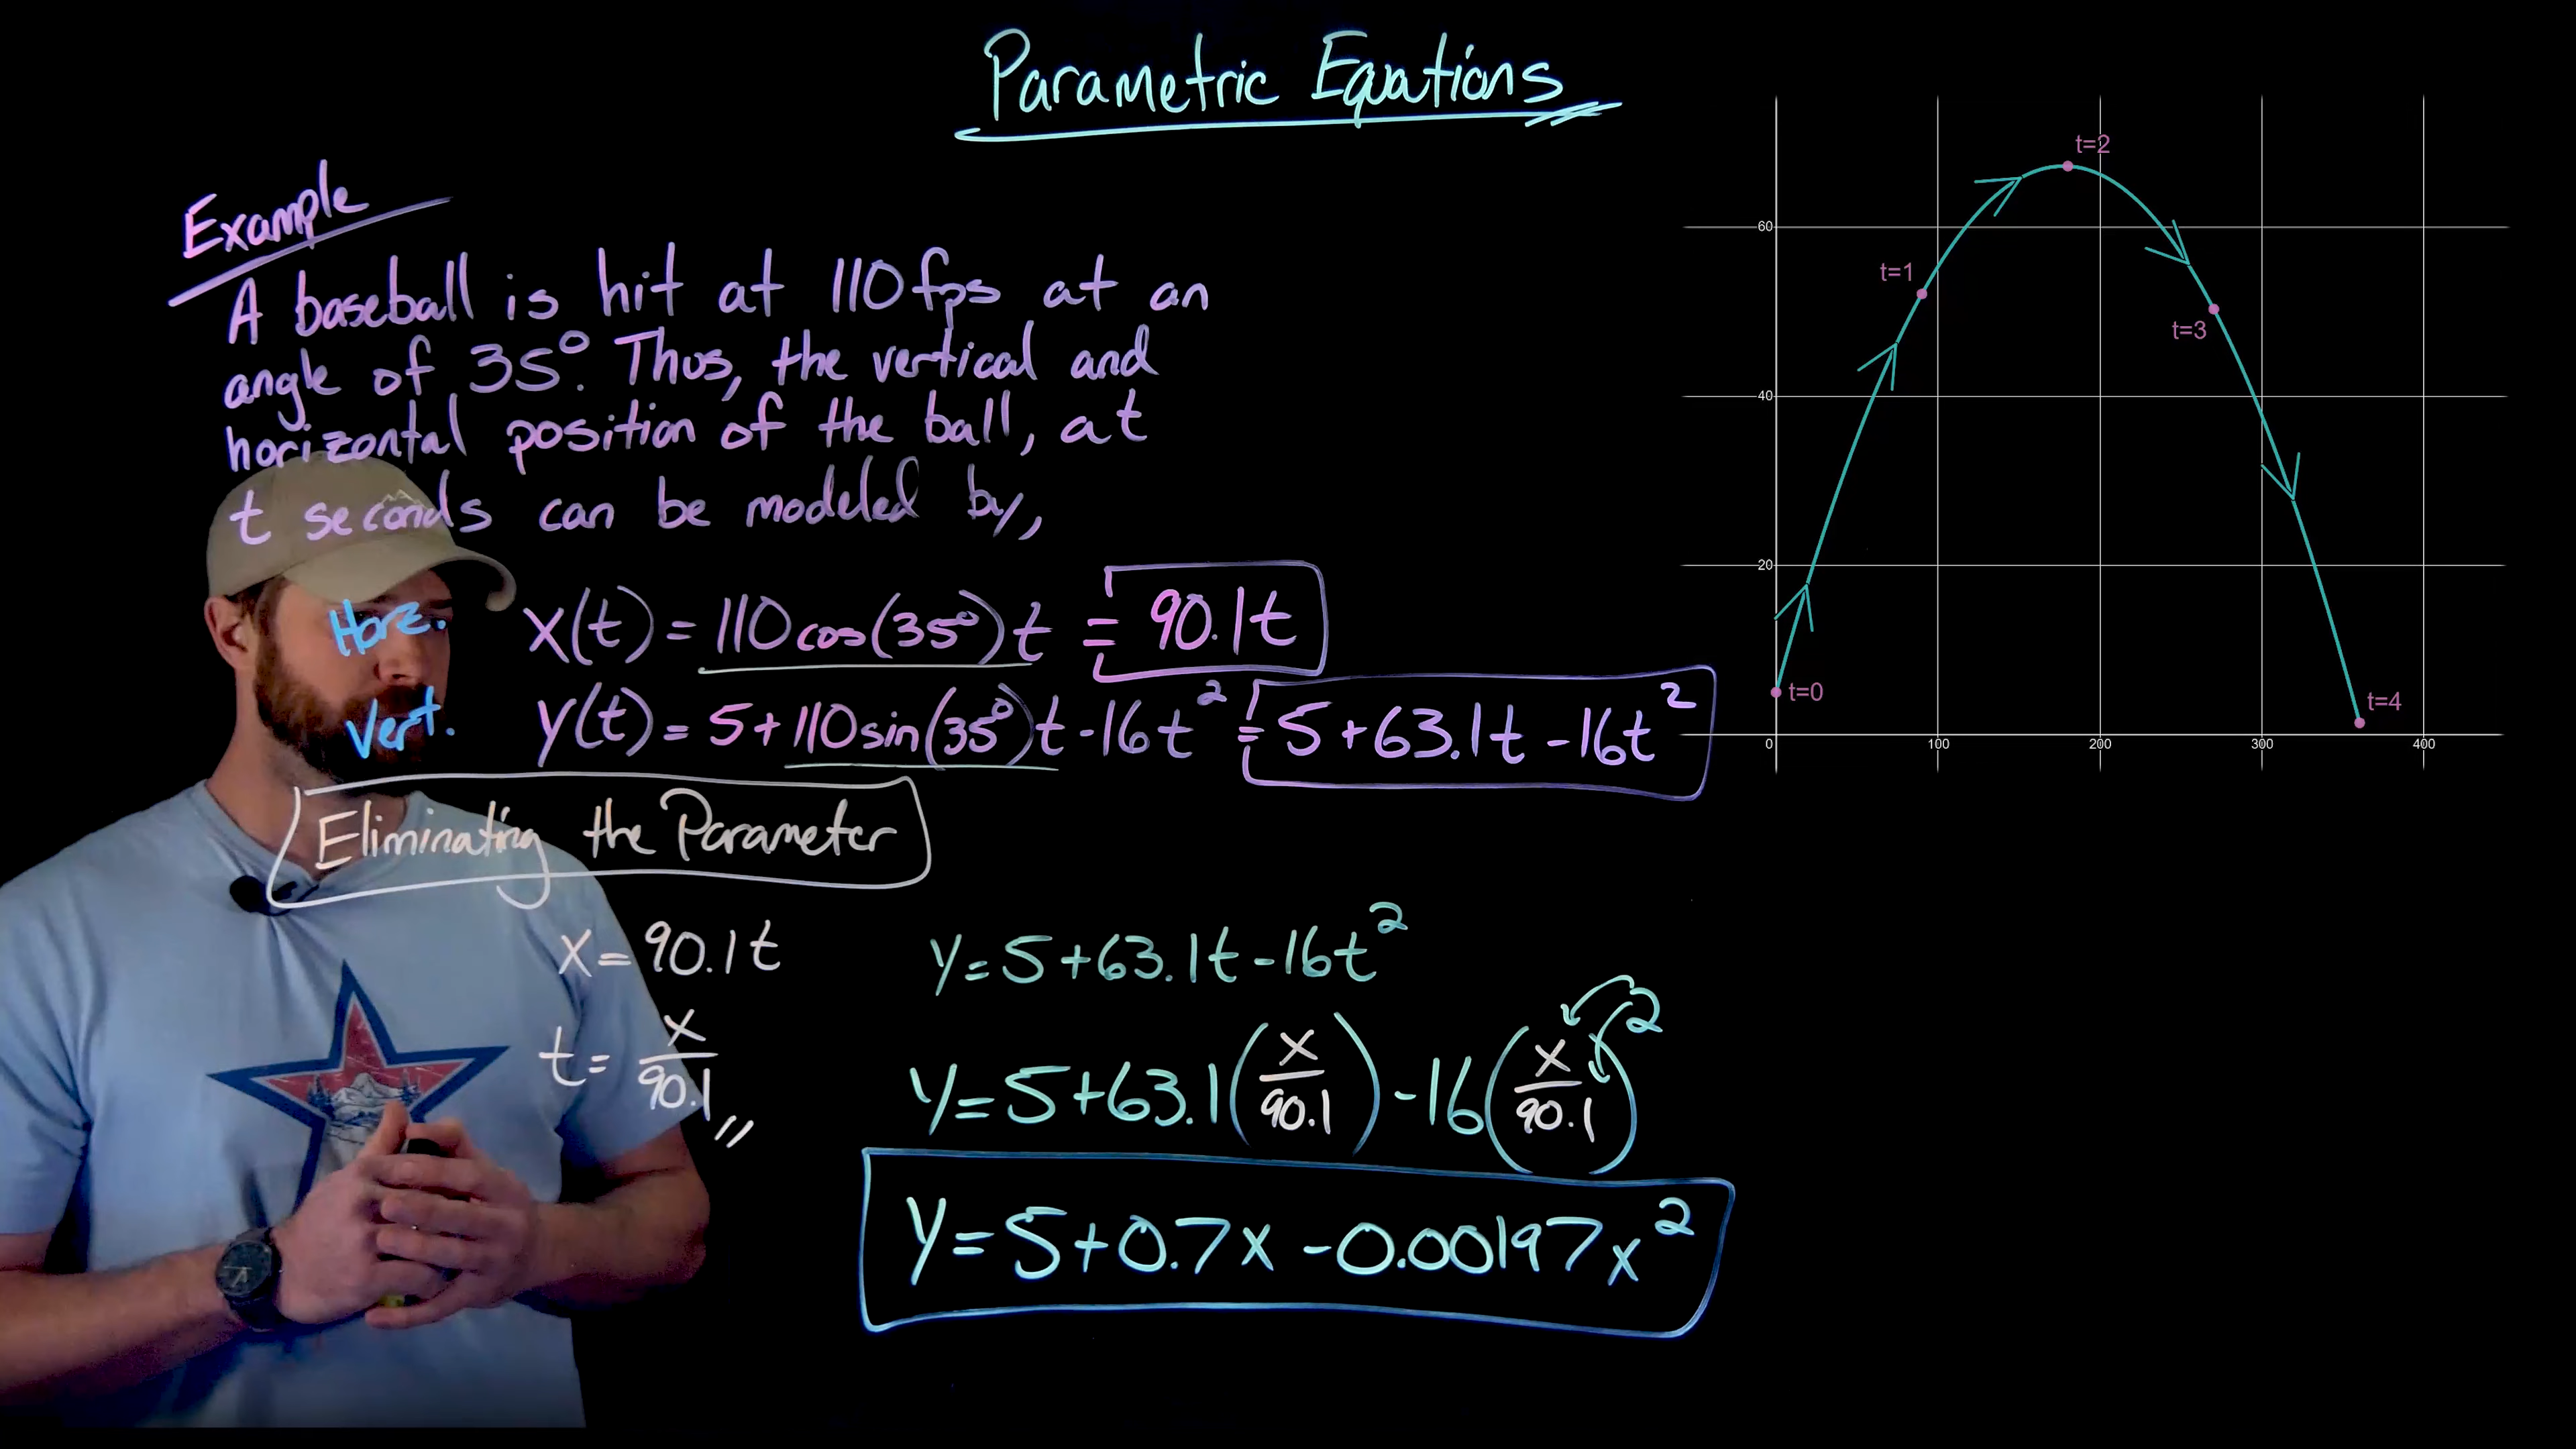 Parametric Equations
Example
A baseball is hit at 110fps at an
angle of 35°. Thus, the vertical and
horizontal position of the ball, at
t seconds can be modeled by,
Horz. x(t) = 110cos(35°)t = 90.1t
Vert. y(t) = 5+110sin(35°)t-16t² = 5+63.1t-16t²
Eliminating the Parameter
x=90.1t
t= x/90.1
y=5+63.1t-16t²
y=5+63.1(x/90.1)-16(x/90.1)²
y=5+0.7x-0.00197x²
t=2
60
t=1
t=3
40
20
t=0
t=4
0 100 200 300 400